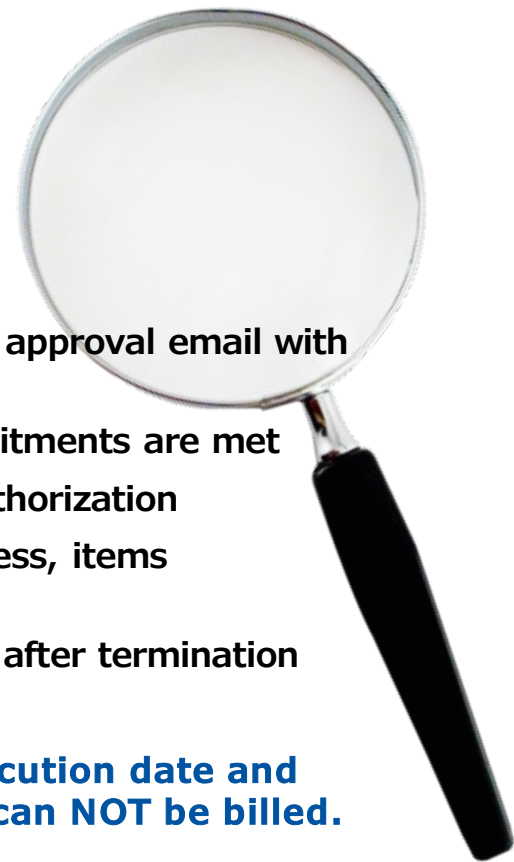 approval email with
itments are met
thorization
ess, items
after termination
cution date and
can NOT be billed.